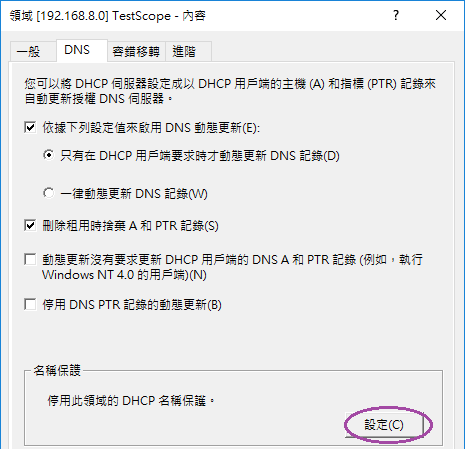 領域 [192.168.8.0] TestScope - 內容
一般 DNS 容錯移轉 進階
您可以將 DHCP 伺服器設定成以 DHCP 用戶端的主機 (A) 和指標 (PTR) 記錄來
自動更新授權 DNS 伺服器。
依據下列設定值來啟用 DNS 動態更新(E):
只有在 DHCP 用戶端要求時才動態更新 DNS 記錄(D)
一律動態更新 DNS 記錄(W)
刪除租用時捨棄 A 和 PTR 記錄(S)
動態更新沒有要求更新 DHCP 用戶端的 DNS A 和 PTR 記錄 (例如，執行
Windows NT 4.0 的用戶端)(N)
停用 DNS PTR 記錄的動態更新(B)
名稱保護
停用此領域的 DHCP 名稱保護。
設定(C)